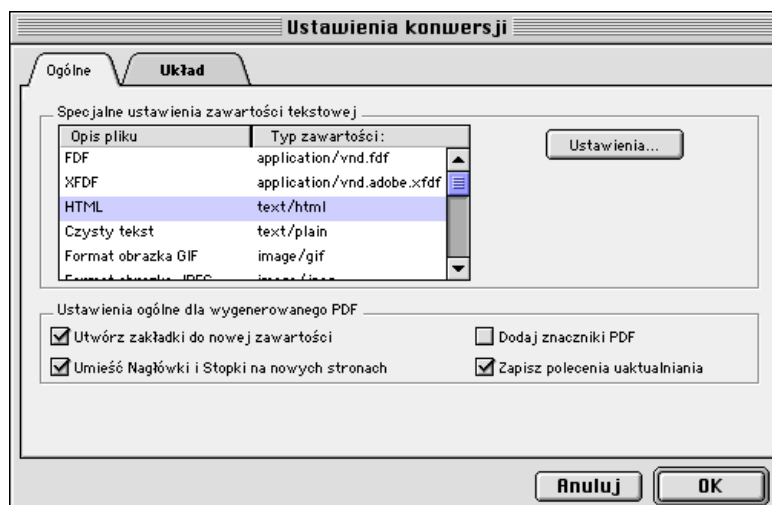 Ustawienia konwersji
Ogólne Układ
Specjalne ustawienia zawartości tekstowej
Opis pliku Typ zawartości:
FDF application/vnd.fdf
XFDF application/vnd.adobe.xfdf
HTML text/html
Czysty tekst text/plain
Format obrazka GIF image/gif
Ustawienia...
Ustawienia ogólne dla wygenerowanego PDF
Utwórz zakładki do nowej zawartości Dodaj znaczniki PDF
Umieść Nagłówki i Stopki na nowych stronach Zapisz polecenia uaktualniania
Anuluj OK